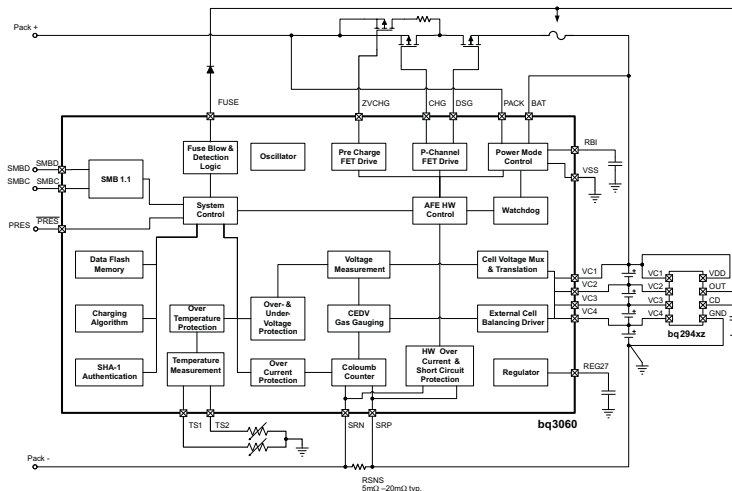 Pack +
FUSE
ZVCHG
CHG
DSG
PACK
BAT
Fuse Blow &
Detection
Logic
Oscillator
Pre Charge
FET Drive
P-Channel
FET Drive
Power Mode
Control
RBI
VSS
SMBD
SMBD
SMBC
SMBC
SMB 1.1
PRES
PRES
System
Control
AFE HW
Control
Watchdog
Data Flash
Memory
Voltage
Measurement
Cell Voltage Mux
& Translation
VC1
VC2
VC3
VC4
VC1
VC2
VC3
VC4
VDD
OUT
CD
GND
bq294xz
Charging
Algorithm
Over
Temperature
Protection
Over- &
Under-
Voltage
Protection
CEDV
Gas Gauging
External Cell
Balancing Driver
SHA-1
Authentication
Temperature
Measurement
Over
Current
Protection
Coloumb
Counter
HW Over
Current &
Short Circuit
Protection
Regulator
REG27
TS1
TS2
SRN
SRP
bq3060
Pack -
RSNS
5mΩ –20mΩ typ.